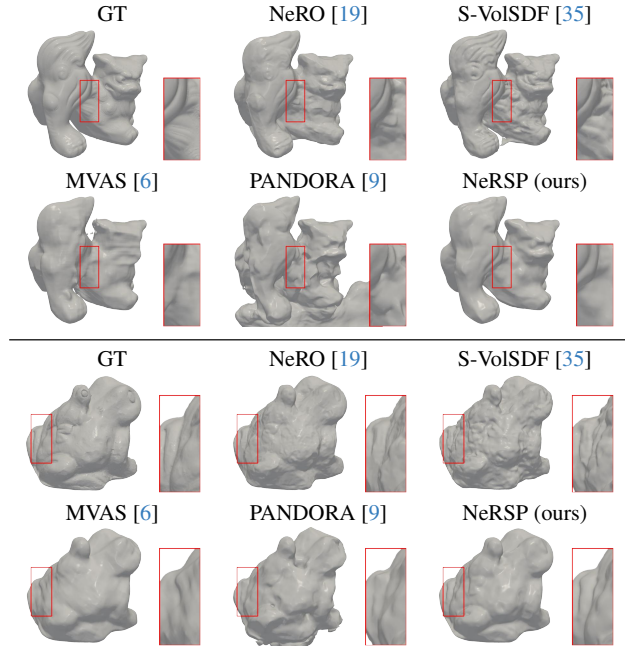 GT NeRO [19] S-VolSDF [35]
MVAS [6] PANDORA [9] NeRSP (ours)
GT NeRO [19] S-VolSDF [35]
MVAS [6] PANDORA [9] NeRSP (ours)